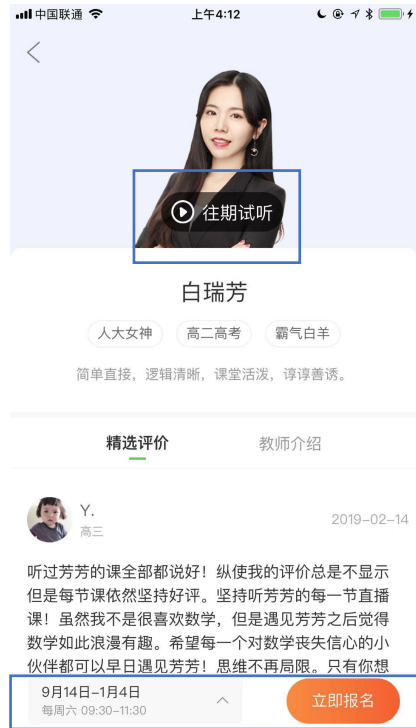 中国联通
上午4:12
往期试听
白瑞芳
人大女神
高二高考
霸气白羊
简单直接，逻辑清晰，课堂活泼，谆谆善诱。
精选评价
教师介绍
Y.
2019-02-14
高三
听过芳芳的课全部都说好！纵使我的评价总是不显示
但是每节课依然坚持好评。坚持听芳芳的每一节直播
课！虽然我不是很喜欢数学，但是遇见芳芳之后觉得
数学如此浪漫有趣。希望每一个对数学丧失信心的小
伙伴都可以早日遇见芳芳！思维不再局限。只有你想
9月14日-1月4日
每周六 09:30-11:30
立即报名